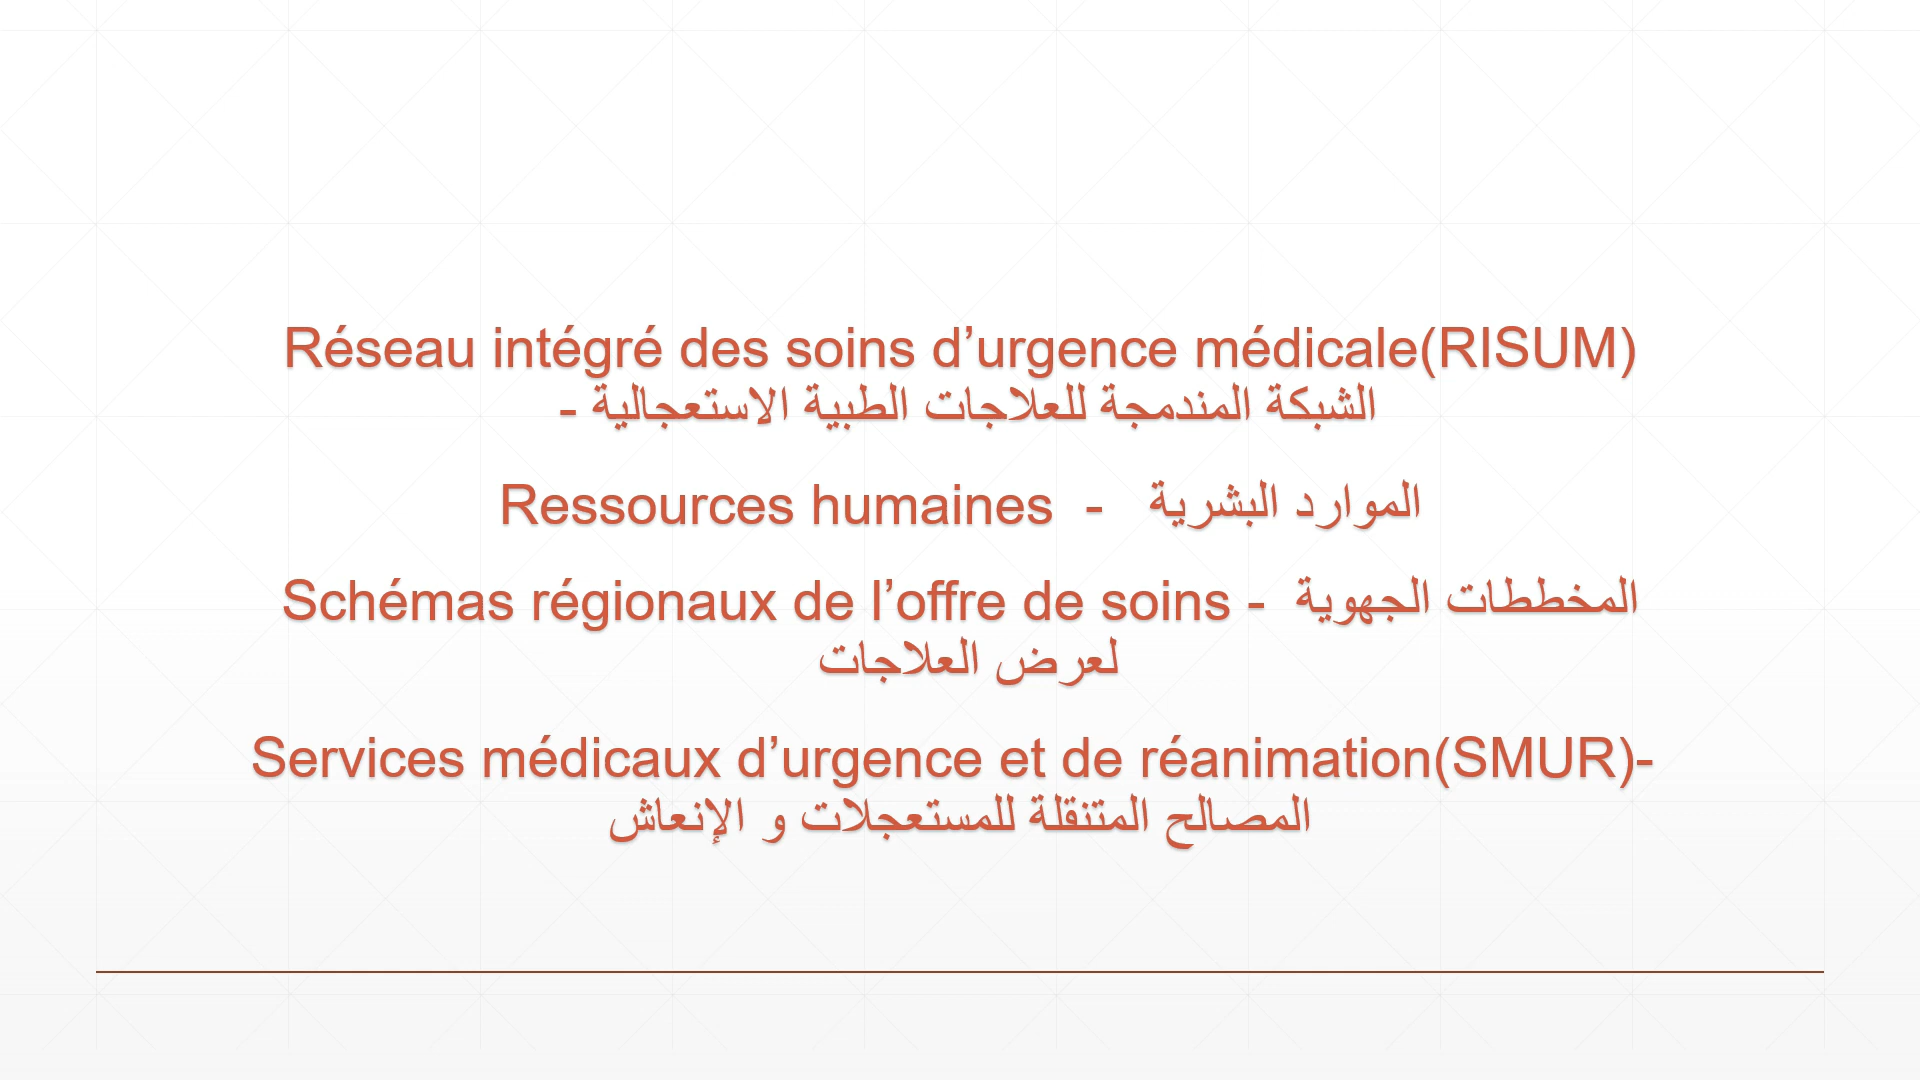 Réseau intégré des soins d’urgence médicale(RISUM)
الشبكة المندمجة للعلاجات الطبية الاستعجالية -
Ressources humaines - الموارد البشرية
Schémas régionaux de l’offre de soins - المخططات الجهوية
لعرض العلاجات
Services médicaux d’urgence et de réanimation(SMUR)-
المصالح المتنقلة للمستعجلات و الإنعاش